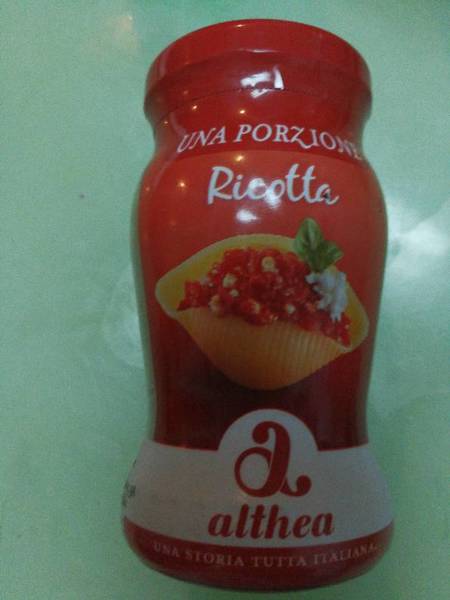 UNA PORZIONE
Ricotta
a
althea
UNA STORIA TUTTA ITALIANA.